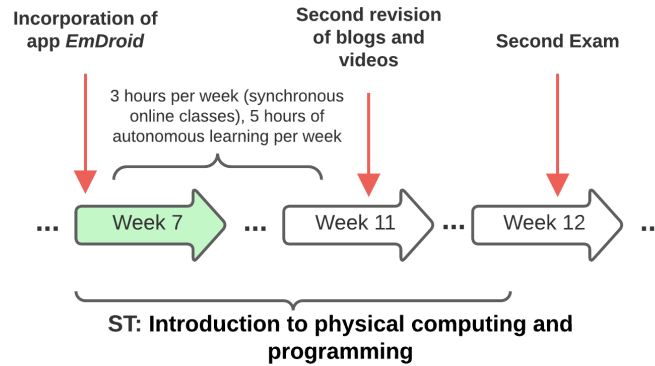 Incorporation of
app EmDroid
Second revision
of blogs and
videos
Second Exam
3 hours per week (synchronous
online classes), 5 hours of
autonomous learning per week
... Week 7 ... Week 11 ... Week 12 ..
ST: Introduction to physical computing and
programming